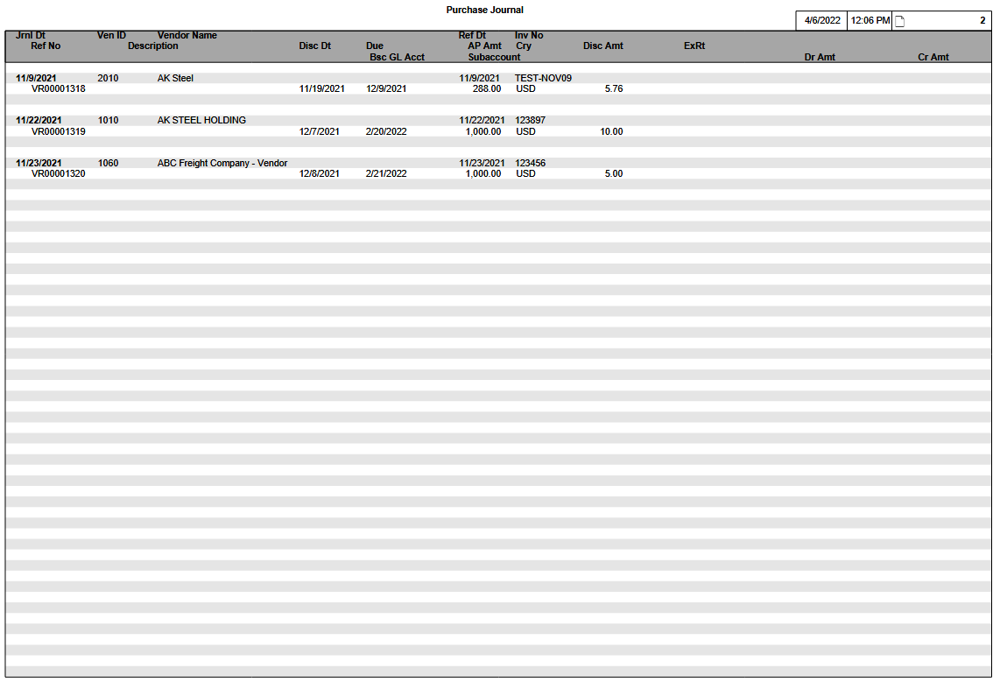 Purchase Journal
4/6/2022 12:06 PM 2
Jrnl Dt Ven ID Vendor Name Ref Dt Inv No
Ref No Description Disc Dt Due AP Amt Cry Disc Amt ExRt
Bsc GL Acct Subaccount Dr Amt Cr Amt
11/9/2021 2010 AK Steel 11/9/2021 TEST-NOV09
VR00001318 11/19/2021 12/9/2021 288.00 USD 5.76
11/22/2021 1010 AK STEEL HOLDING 11/22/2021 123897
VR00001319 12/7/2021 2/20/2022 1,000.00 USD 10.00
11/23/2021 1060 ABC Freight Company - Vendor 11/23/2021 123456
VR00001320 12/8/2021 2/21/2022 1,000.00 USD 5.00